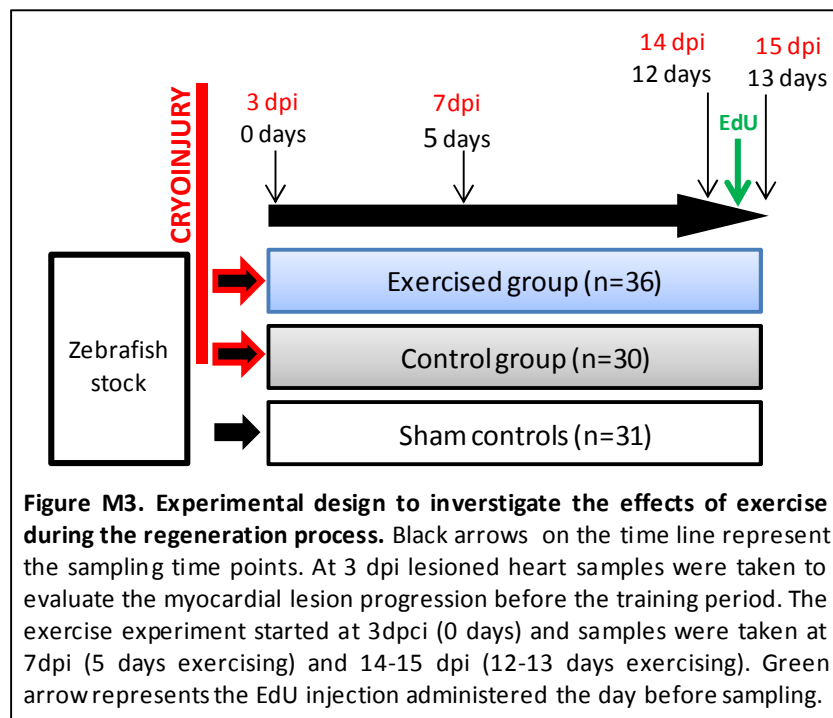 14 dpi
15 dpi
3 dpi
7dpi
12 days
13 days
0 days
5 days
EdU
CRYOINJURY
Zebrafish
stock
Exercised group (n=36)
Control group (n=30)
Sham controls (n=31)
Figure M3. Experimental design to inverstigate the effects of exercise
during the regeneration process. Black arrows on the time line represent
the sampling time points. At 3 dpi lesioned heart samples were taken to
evaluate the myocardial lesion progression before the training period. The
exercise experiment started at 3dpci (0 days) and samples were taken at
7dpi (5 days exercising) and 14-15 dpi (12-13 days exercising). Green
arrow represents the EdU injection administered the day before sampling.